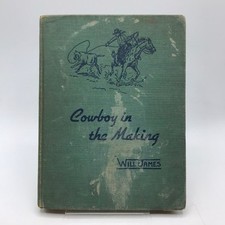 Cowboy in
the Making
WILL·JAMES